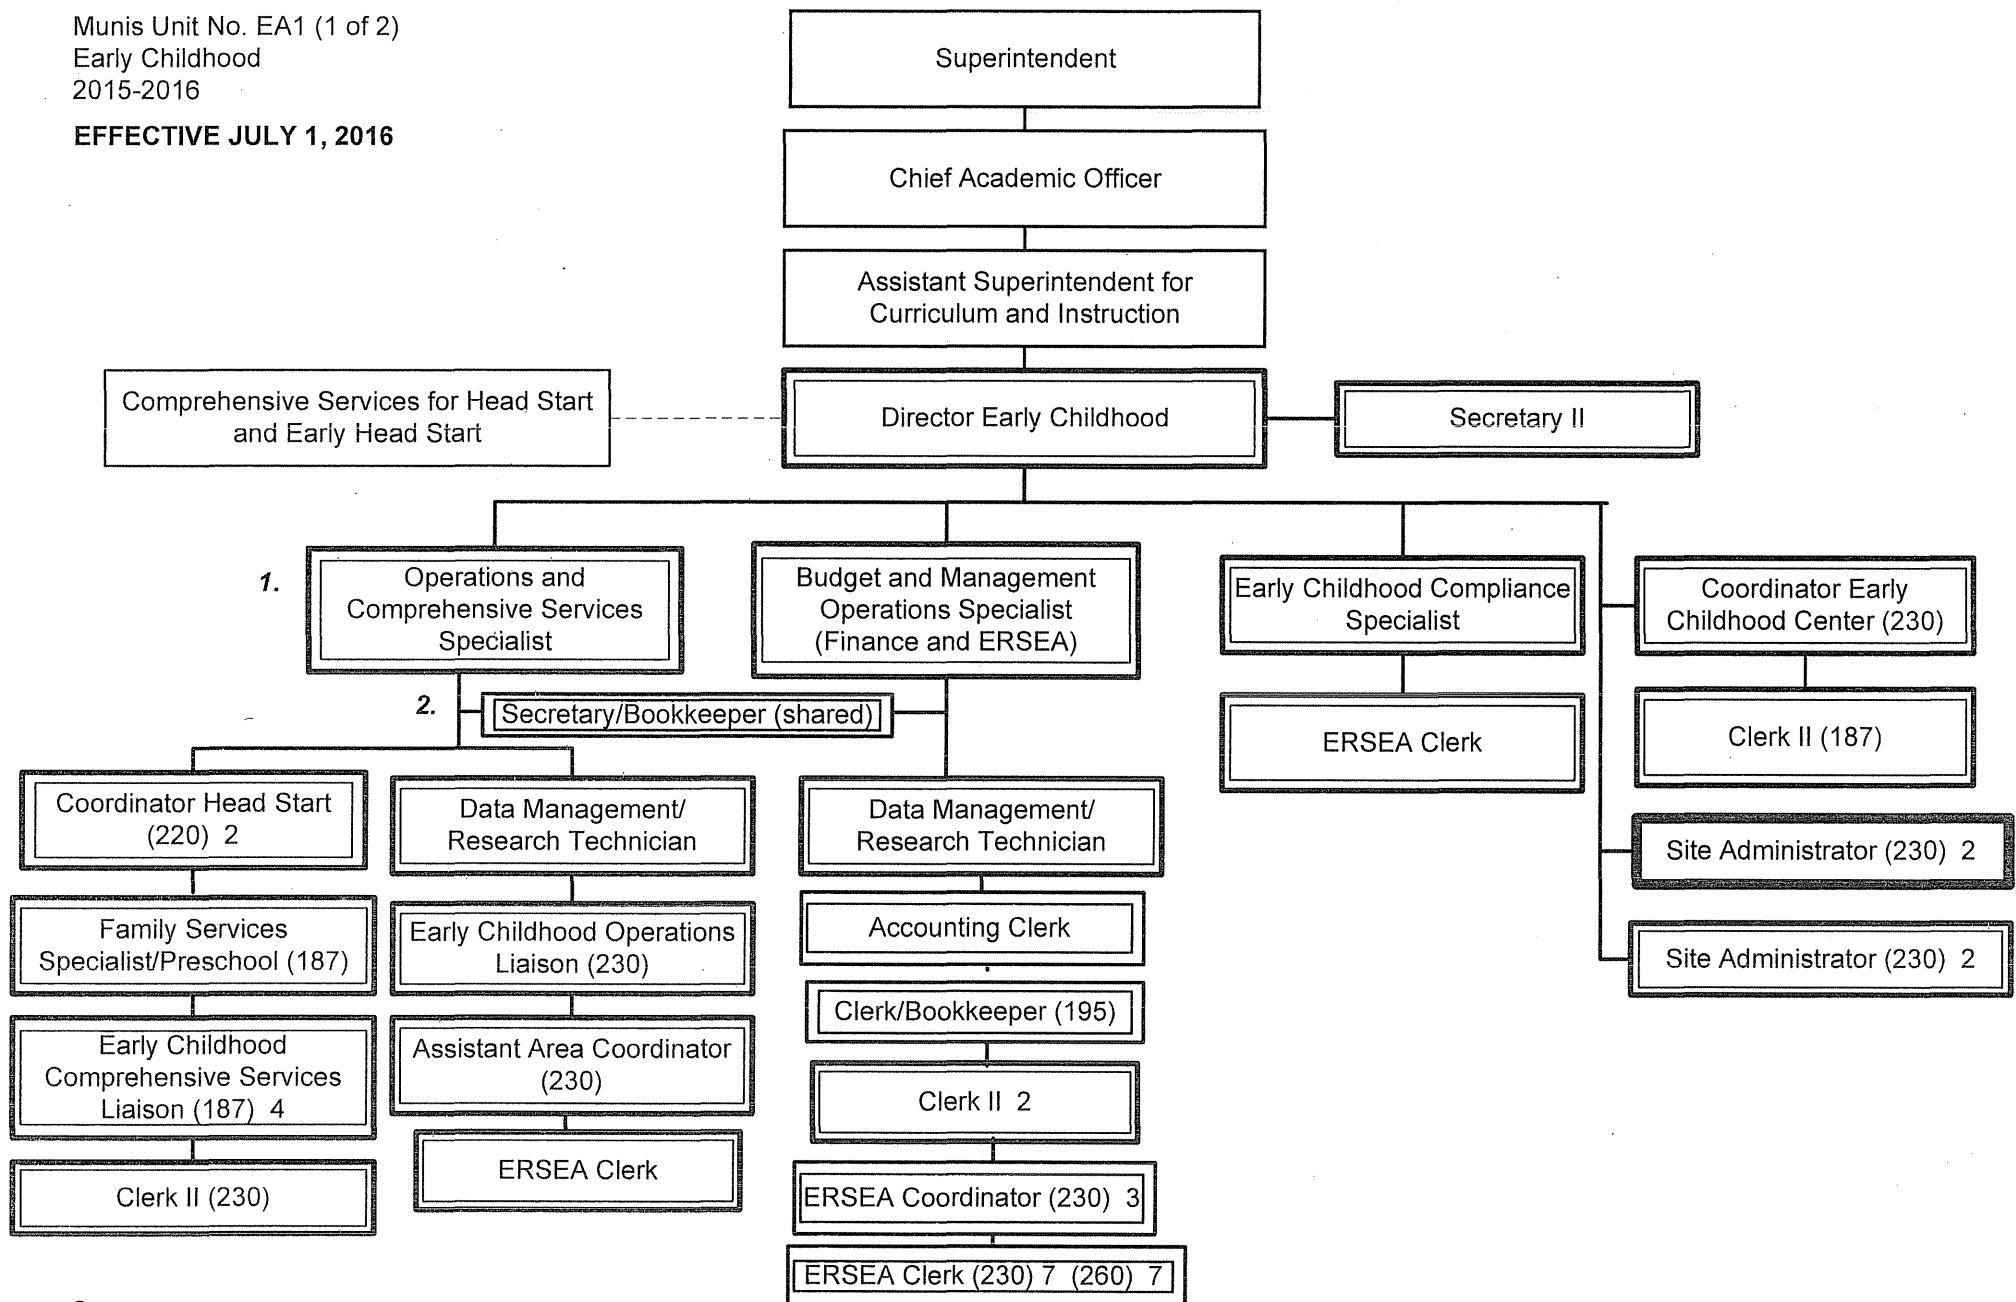 Munis Unit No. EA1 (1 of 2)
Early Childhood
2015-2016
EFFECTIVE JULY 1, 2016
Superintendent
Chief Academic Officer
Assistant Superintendent for
Curriculum and Instruction
Comprehensive Services for Head Start
and Early Head Start
Director Early Childhood
Secretary II
1.
Operations and
Comprehensive Services
Specialist
Budget and Management
Operations Specialist
(Finance and ERSEA)
Early Childhood Compliance
Specialist
Coordinator Early
Childhood Center (230)
2.
Secretary/Bookkeeper (shared)
ERSEA Clerk
Clerk II (187)
Coordinator Head Start
(220) 2
Data Management/
Research Technician
Data Management/
Research Technician
Site Administrator (230) 2
Family Services
Specialist/Preschool (187)
Early Childhood Operations
Liaison (230)
Accounting Clerk
Site Administrator (230) 2
Clerk/Bookkeeper (195)
Early Childhood
Comprehensive Services
Liaison (187) 4
Assistant Area Coordinator
(230)
Clerk II 2
Clerk II (230)
ERSEA Clerk
ERSEA Coordinator (230) 3
ERSEA Clerk (230) 7 (260) 7